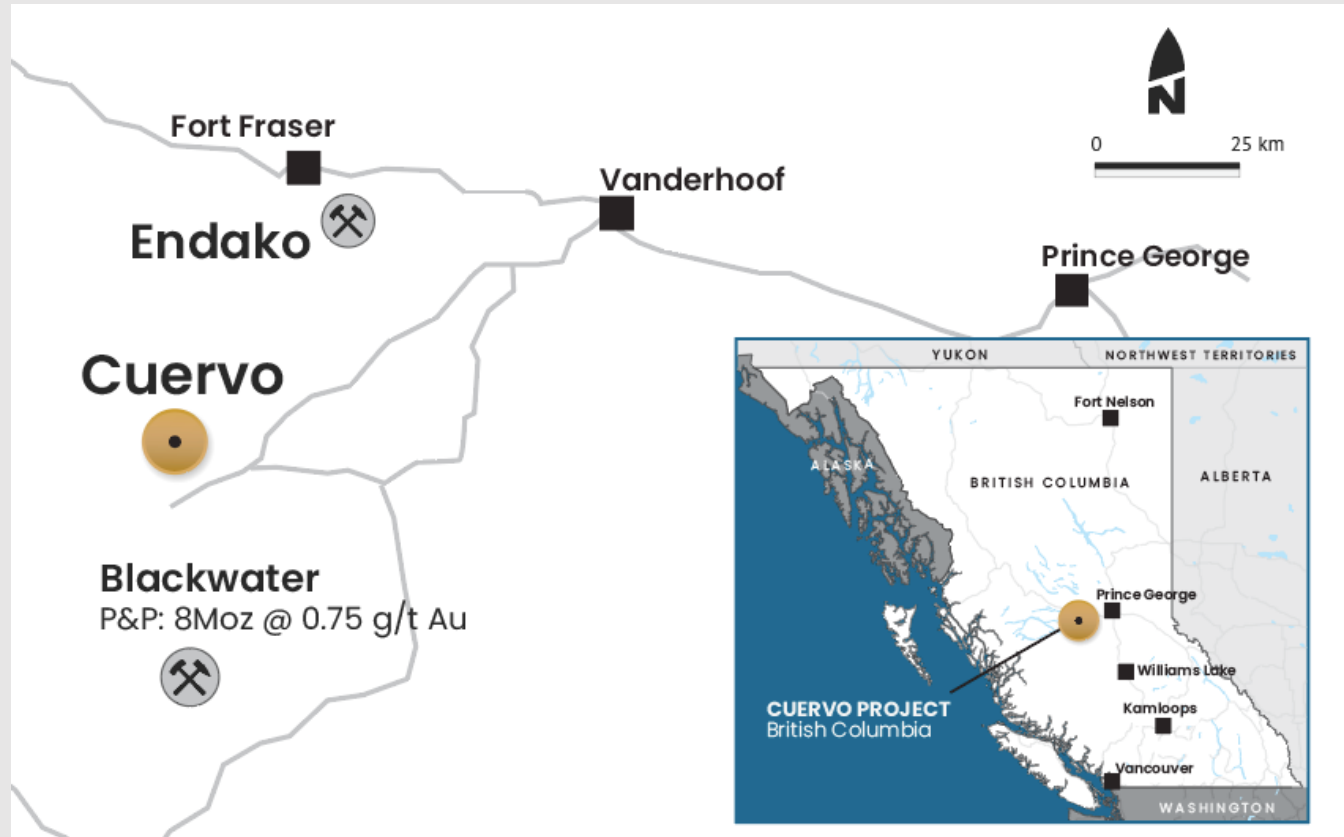 Fort Fraser
Endako
Vanderhoof
N
0 25 km
Prince George
Cuervo
Blackwater
P&P: 8Moz @ 0.75 g/t Au
YUKON
NORTHWEST TERRITORIES
Fort Nelson
ALASKA
BRITISH COLUMBIA
ALBERTA
Prince George
Williams Lake
CUERVO PROJECT
British Columbia
Kamloops
Vancouver
WASHINGTON